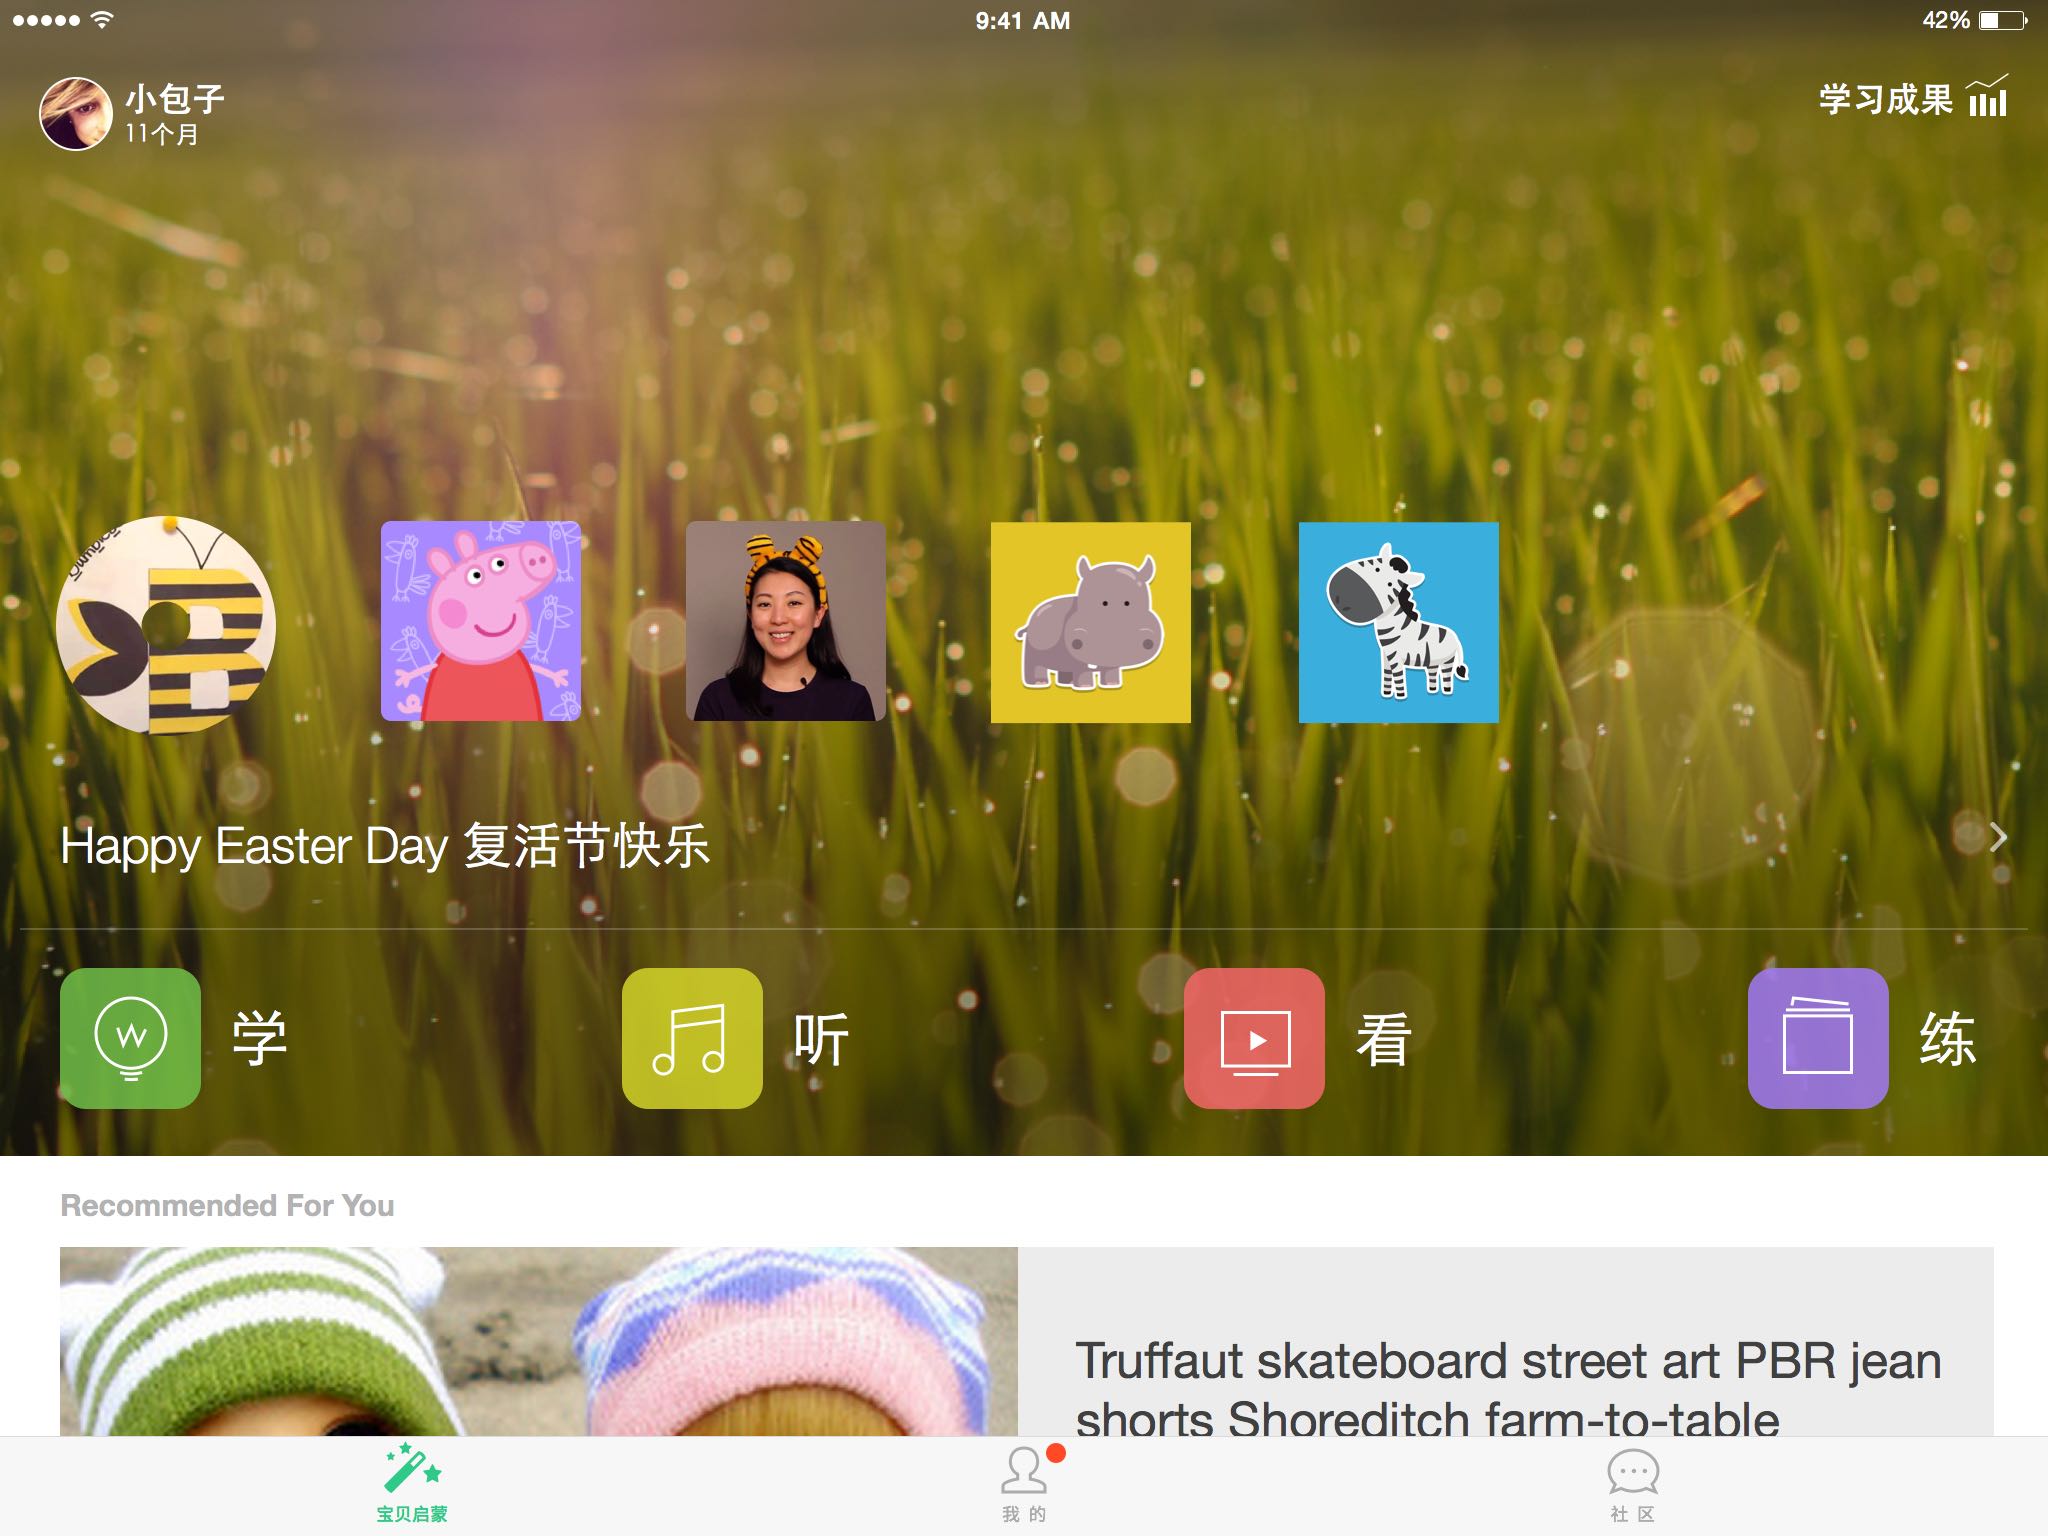 9:41 AM
42%
小包子
11个月
学习成果
Happy Easter Day 复活节快乐
学
听
看
练
Recommended For You
Truffaut skateboard street art PBR jean
shorts Shoreditch farm-to-table
宝贝启蒙
我的
社区